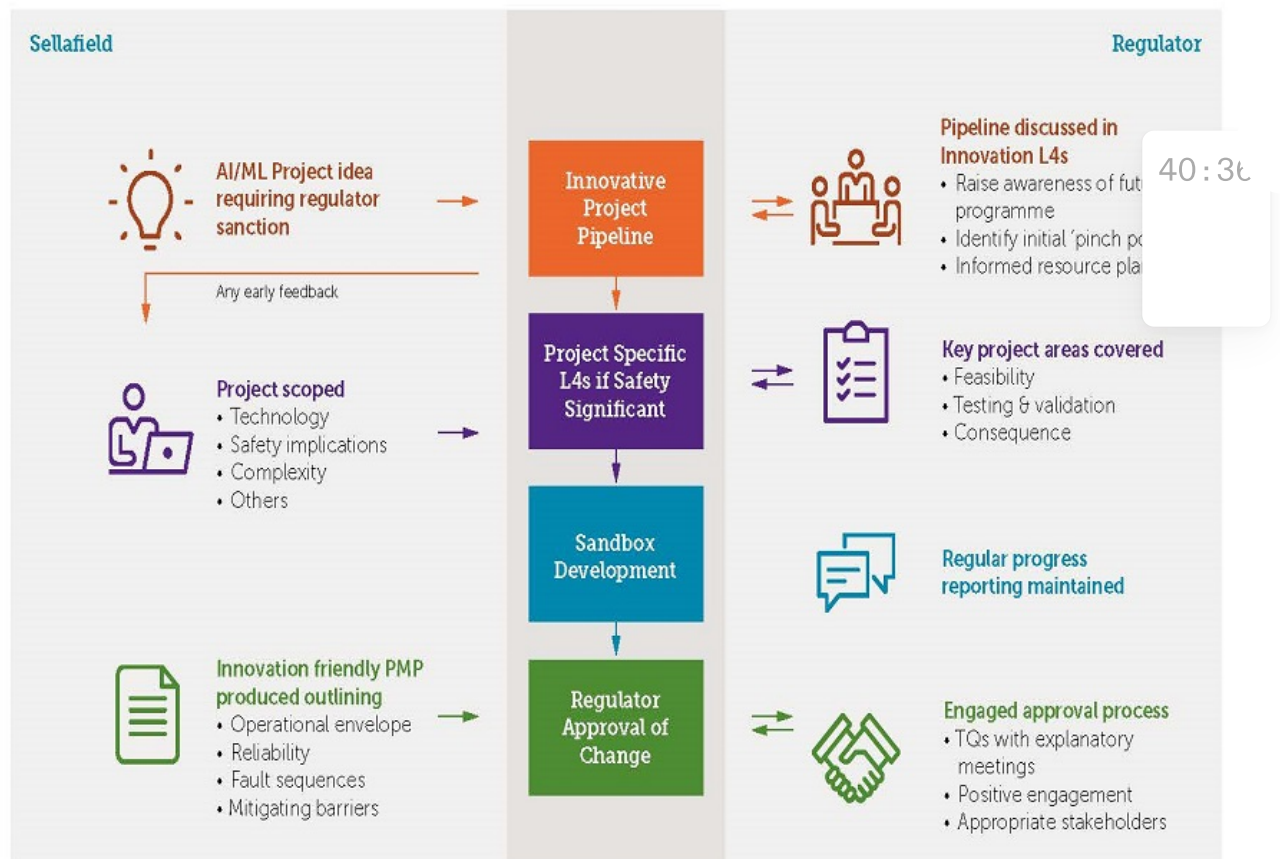 Sellafield
Regulator
AI/ML Project idea
requiring regulator
sanction
Any early feedback
Innovative
Project
Pipeline
Pipeline discussed in
Innovation L4s
• Raise awareness of
programme
• Identify initial ‘pinch
• Informed resource
40:3
Project scoped
• Technology
• Safety implications
• Complexity
• Others
Project Specific
L4s if Safety
Significant
Key project areas covered
• Feasibility
• Testing & validation
• Consequence
Sandbox
Development
Regular progress
reporting maintained
Innovation friendly PMP
produced outlining
• Operational envelope
• Reliability
• Fault sequences
• Mitigating barriers
Regulator
Approval of
Change
Engaged approval process
• TQs with explanatory
meetings
• Positive engagement
• Appropriate stakeholders